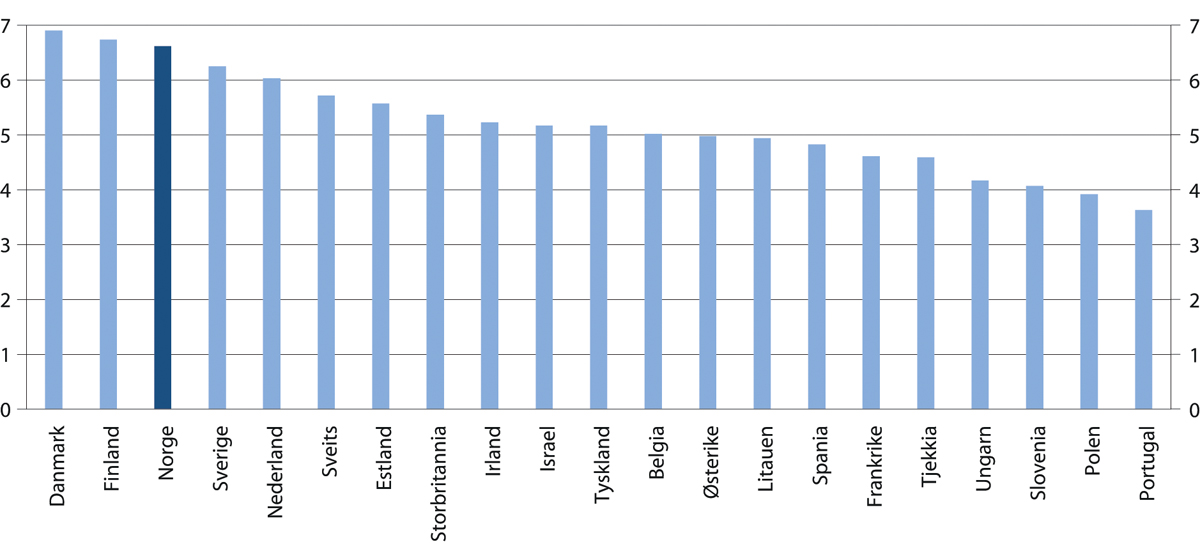 7 7
6 6
5 5
4 4
3 3
2 2
1 1
0 0
Danmark
Finland
Norge
Sverige
Nederland
Sveits
Estland
Storbritannia
Irland
Israel
Tyskland
Belgia
Østerike
Litauen
Spania
Frankrike
Tjekkia
Ungarn
Slovenia
Polen
Portugal